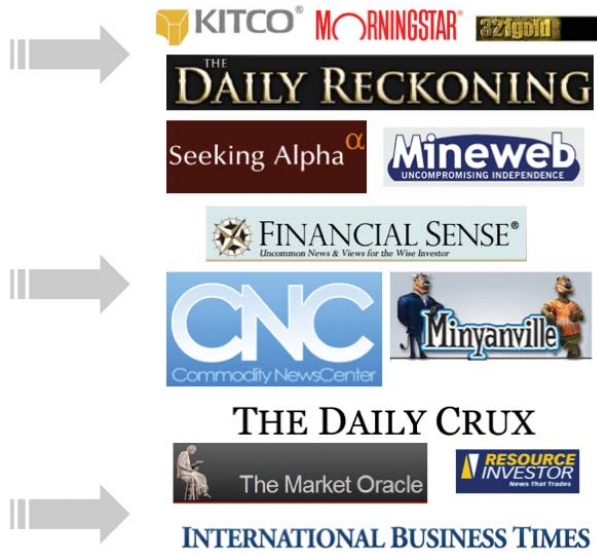 KITCO® MORNINGSTAR® 321gold
THE
DAILY RECKONING
Seeking Alpha α
Mineweb
UNCOMPROMISING INDEPENDENCE
FINANCIAL SENSE®
Uncommon News & Views for the Wise Investor
CNC
Commodity NewsCenter
Minyanville
THE DAILY CRUX
The Market Oracle
RESOURCE
INVESTOR
News That Trades
INTERNATIONAL BUSINESS TIMES